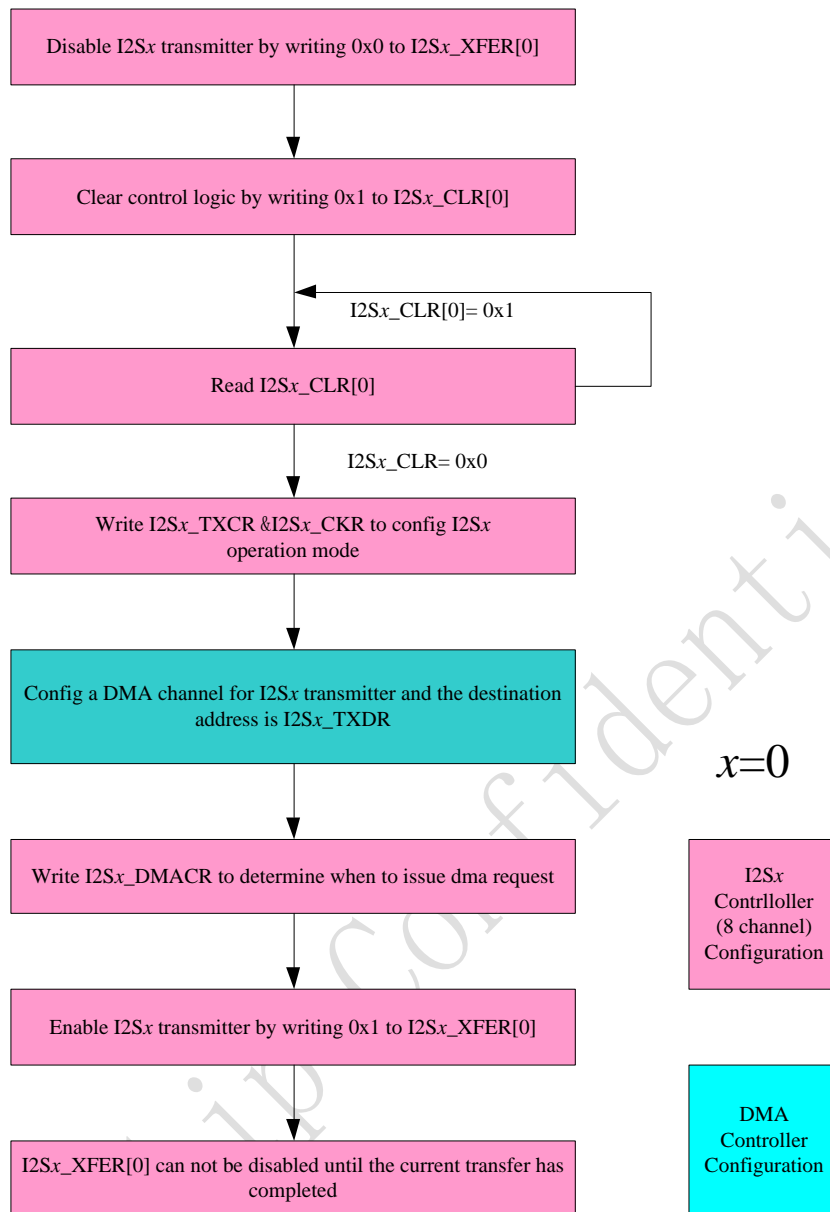 Disable I2Sx transmitter by writing 0x0 to I2Sx_XFER[0]
Clear control logic by writing 0x1 to I2Sx_CLR[0]
I2Sx_CLR[0]= 0x1
Read I2Sx_CLR[0]
I2Sx_CLR= 0x0
Write I2Sx_TXCR &I2Sx_CKR to config I2Sx
operation mode
Config a DMA channel for I2Sx transmitter and the destination
address is I2Sx_TXDR
x=0
Write I2Sx_DMACR to determine when to issue dma request
I2Sx
Contrlloller
(8 channel)
Configuration
Enable I2Sx transmitter by writing 0x1 to I2Sx_XFER[0]
DMA
Controller
Configuration
I2Sx_XFER[0] can not be disabled until the current transfer has
completed
ip Confidenti